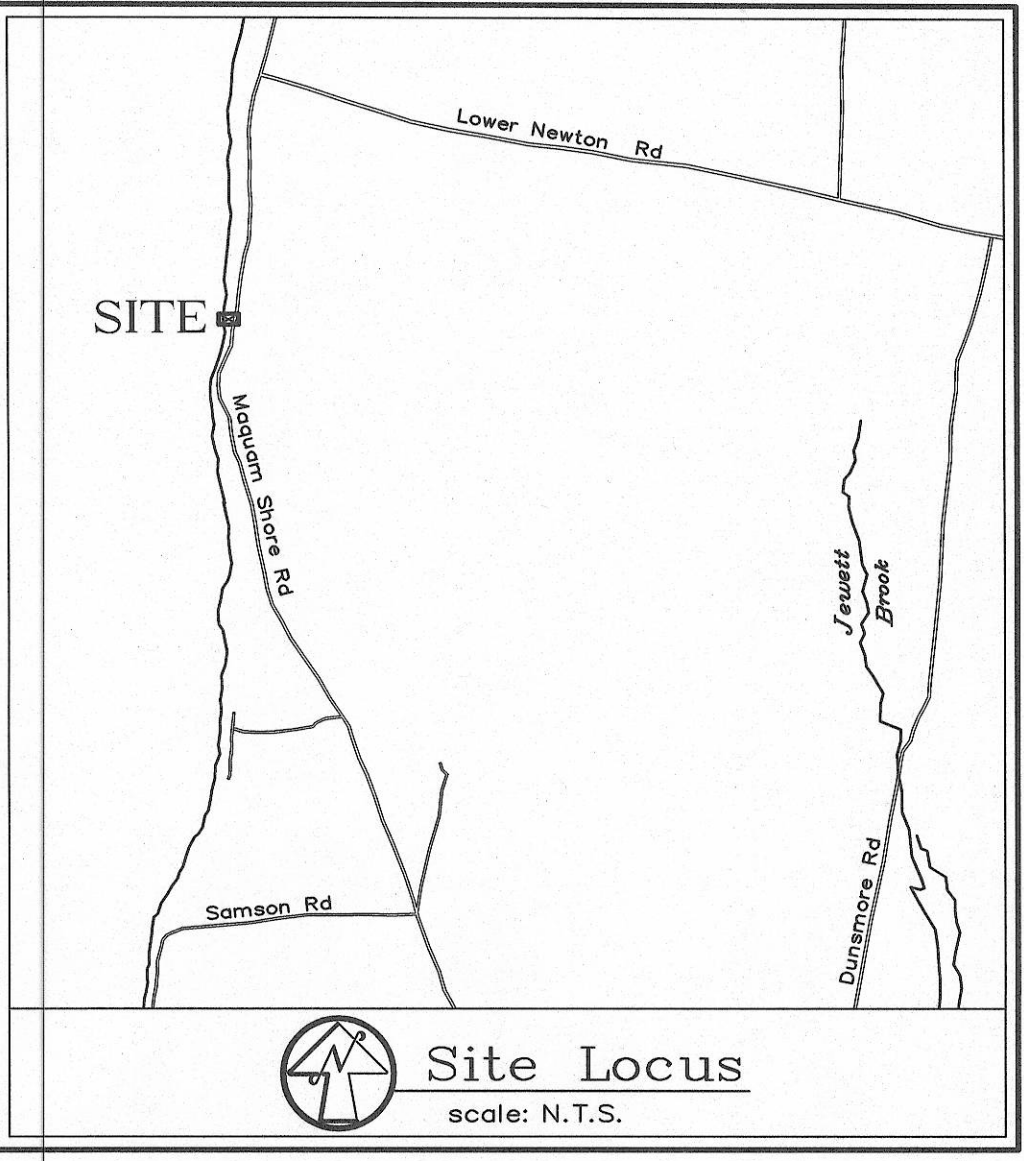 Lower Newton Rd
SITE
Maquam Shore Rd
Jewett
Brook
Samson Rd
Dunsmore Rd
N
Site Locus
scale: N.T.S.